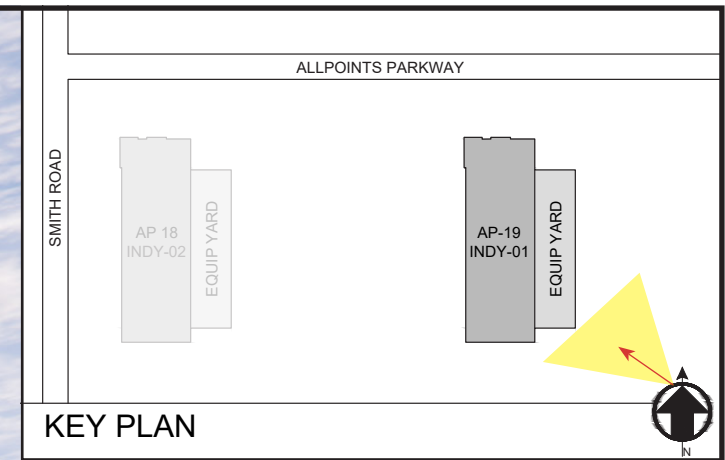 ALLPOINTS PARKWAY
SMITH ROAD
AP 18
INDY-02
EQUIP YARD
AP-19
INDY-01
EQUIP YARD
KEY PLAN
N